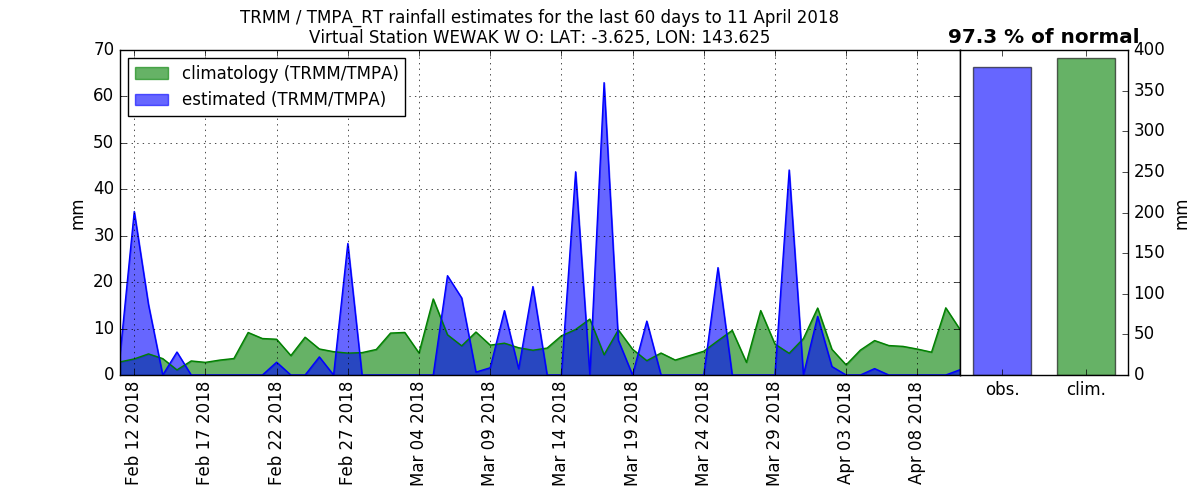 TRMM / TMPA_RT rainfall estimates for the last 60 days to 11 April 2018
Virtual Station WEWAK W O: LAT: -3.625, LON: 143.625
97.3 % of normal
climatology (TRMM/TMPA)
estimated (TRMM/TMPA)
70
60
50
40
30
20
10
0
mm
Feb 12 2018
Feb 17 2018
Feb 22 2018
Feb 27 2018
Mar 04 2018
Mar 09 2018
Mar 14 2018
Mar 19 2018
Mar 24 2018
Mar 29 2018
Apr 03 2018
Apr 08 2018
400
350
300
250
200
150
100
50
0
mm
obs.
clim.